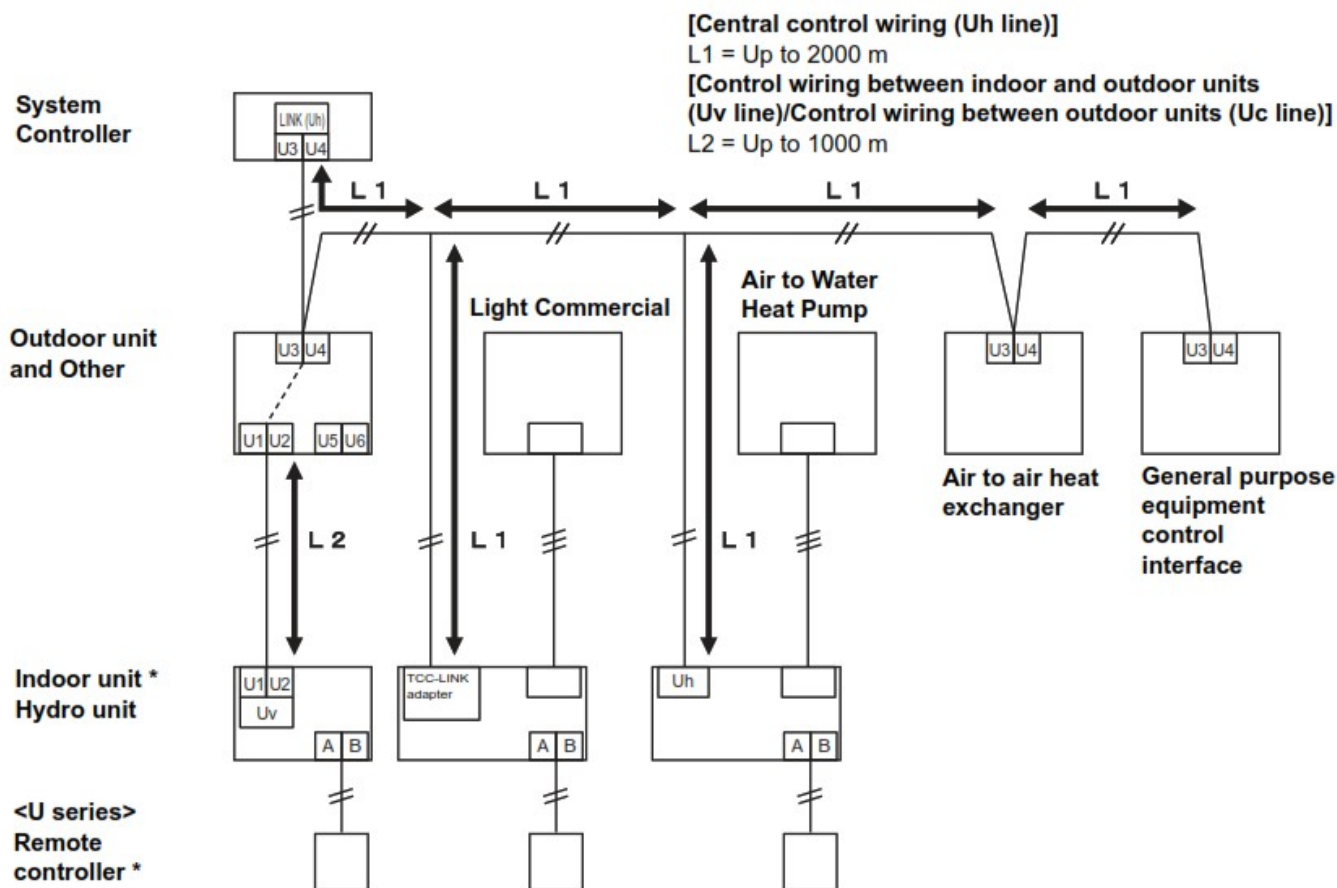 [Central control wiring (Uh line)]
L1 = Up to 2000 m
[Control wiring between indoor and outdoor units
(Uv line)/Control wiring between outdoor units (Uc line)]
L2 = Up to 1000 m
System
Controller
LINK (Uh)
U3 U4
L 1
L 1
L 1
L 1
Outdoor unit
and Other
U3 U4
U1 U2
U5 U6
Light Commercial
Air to Water
Heat Pump
U3 U4
Air to air heat
exchanger
U3 U4
General purpose
equipment
control
interface
L 2
L 1
L 1
Indoor unit *
Hydro unit
U1 U2
Uv
A B
TCC-LINK
adapter
A B
Uh
A B
<U series>
Remote
controller *